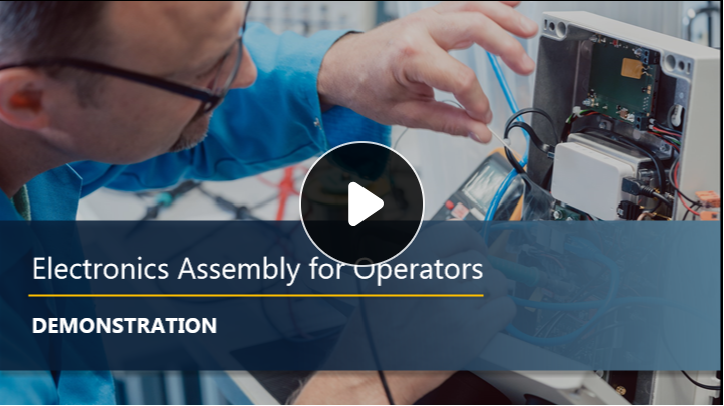 Electronics Assembly for Operators
DEMONSTRATION